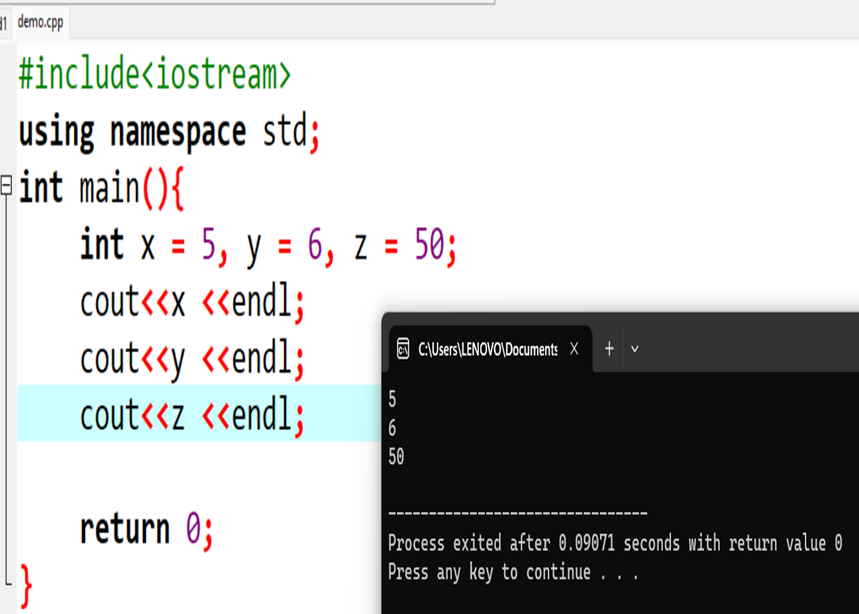 demo.cpp
#include<iostream>
using namespace std;
int main(){
    int x = 5, y = 6, z = 50;
    cout<<x <<endl;
    cout<<y <<endl;
    cout<<z <<endl;
    return 0;
}
C:\Users\LENOVO\Documents
5
6
50
--------------------------------
Process exited after 0.09071 seconds with return value 0
Press any key to continue . . .